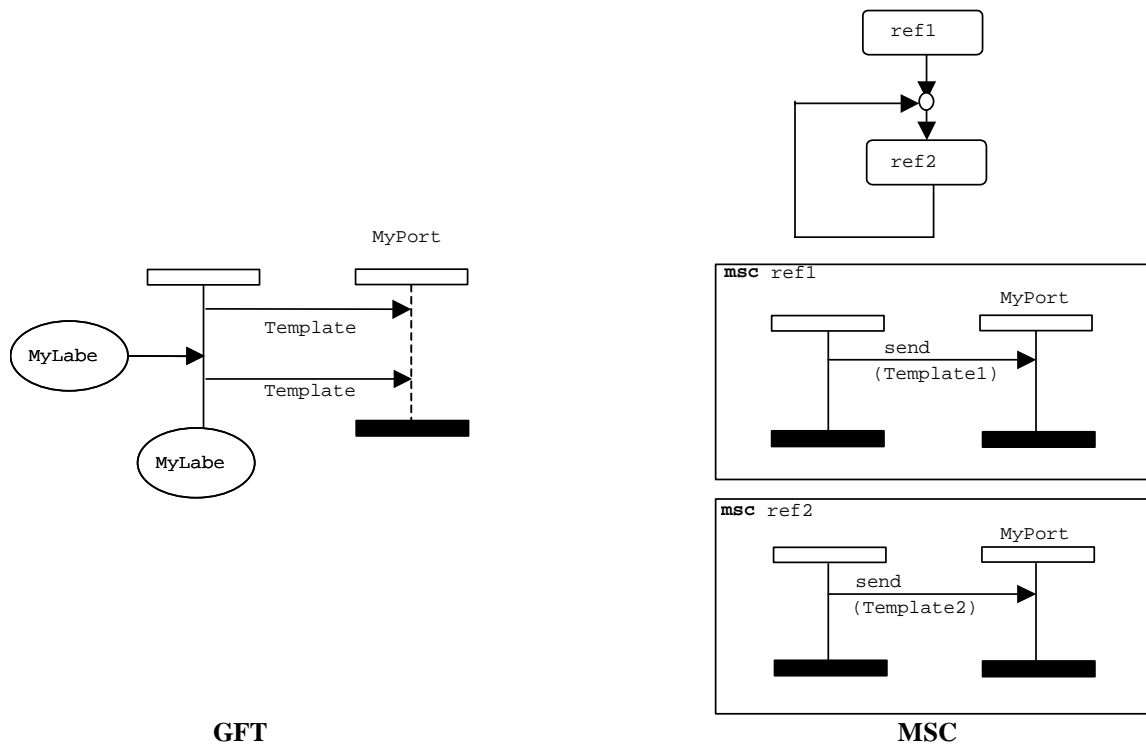 ref1
ref2
MyPort
Template
MyLabe
Template
MyLabe
msc ref1
MyPort
send
(Template1)
msc ref2
MyPort
send
(Template2)
GFT
MSC